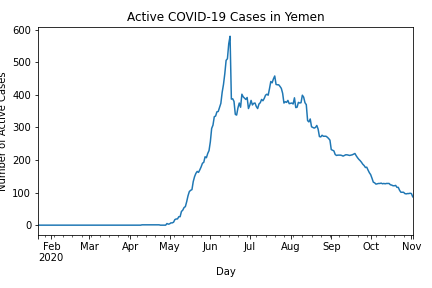 Active COVID-19 Cases in Yemen
Number of Active Cases
600
500
400
300
200
100
0
Feb Mar Apr May Jun Jul Aug Sep Oct Nov
2020
Day